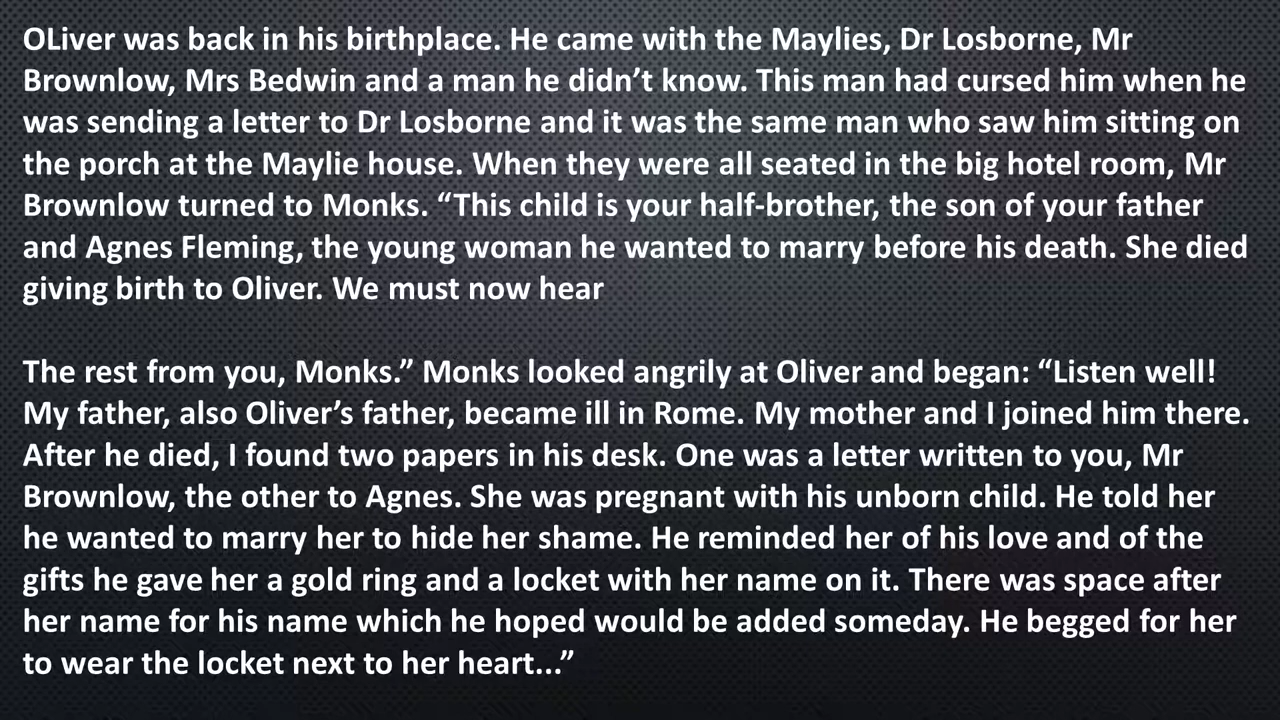 OLiver was back in his birthplace. He came with the Maylies, Dr Losborne, Mr
Brownlow, Mrs Bedwin and a man he didn’t know. This man had cursed him when he
was sending a letter to Dr Losborne and it was the same man who saw him sitting on
the porch at the Maylie house. When they were all seated in the big hotel room, Mr
Brownlow turned to Monks. “This child is your half-brother, the son of your father
and Agnes Fleming, the young woman he wanted to marry before his death. She died
giving birth to Oliver. We must now hear
The rest from you, Monks.” Monks looked angrily at Oliver and began: “Listen well!
My father, also Oliver’s father, became ill in Rome. My mother and I joined him there.
After he died, I found two papers in his desk. One was a letter written to you, Mr
Brownlow, the other to Agnes. She was pregnant with his unborn child. He told her
he wanted to marry her to hide her shame. He reminded her of his love and of the
gifts he gave her a gold ring and a locket with her name on it. There was space after
her name for his name which he hoped would be added someday. He begged for her
to wear the locket next to her heart...”